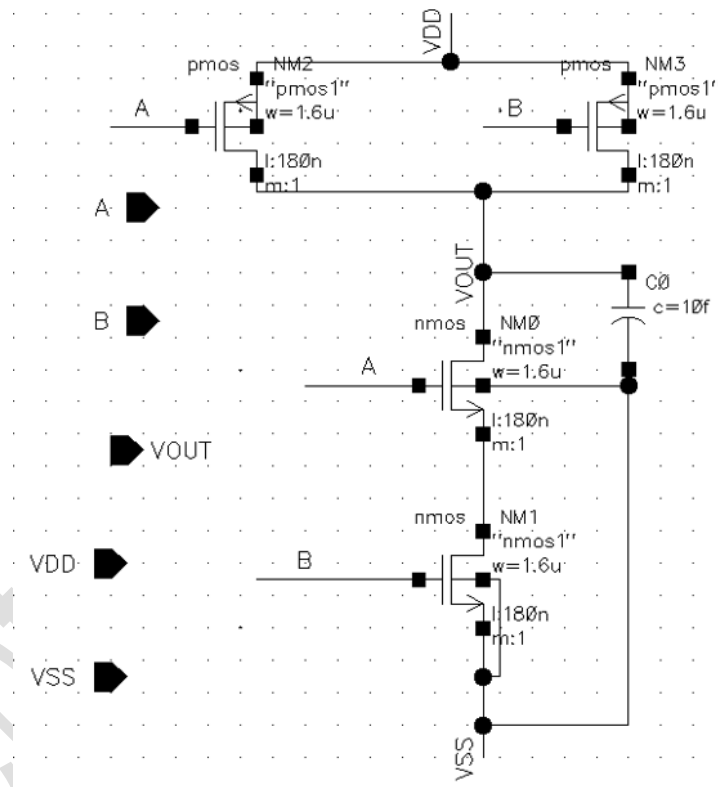 VDD
pmos NM2
"pmos1"
w=1.6u
A
l:180n
m:1
pmos NM3
"pmos1"
w=1.6u
B
l:180n
m:1
A
B
VOUT
VDD
VSS
VOUT
C0
c=10f
nmos NM0
"nmos1"
w=1.6u
A
l:180n
m:1
nmos NM1
"nmos1"
w=1.6u
B
l:180n
m:1
VSS